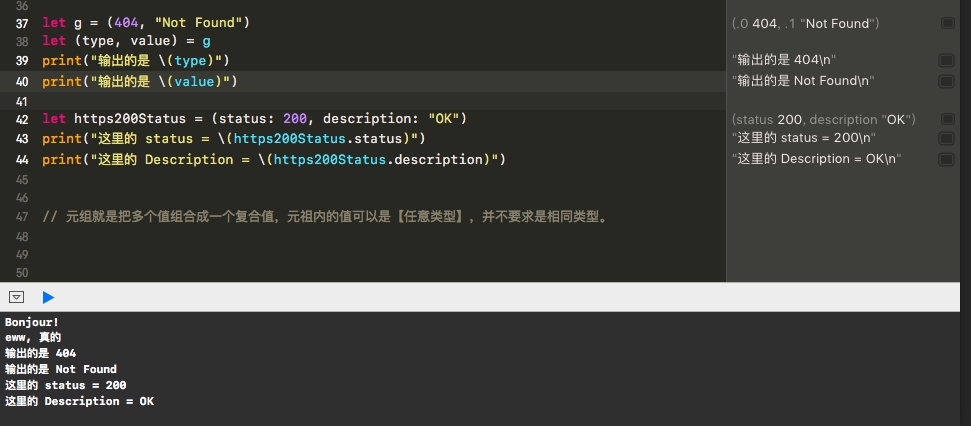 36
37 let g = (404, "Not Found") (.0 404, .1 "Not Found")
38 let (type, value) = g
39 print("输出的是 \(type)") "输出的是 404\n"
40 print("输出的是 \(value)") "输出的是 Not Found\n"
41
42 let https200Status = (status: 200, description: "OK") (status 200, description "OK")
43 print("这里的 status = \(https200Status.status)") "这里的 status = 200\n"
44 print("这里的 Description = \(https200Status.description)") "这里的 Description = OK\n"
45
46
47 // 元组就是把多个值组合成一个复合值，元祖内的值可以是【任意类型】，并不要求是相同类型。
48
49
50
Bonjour!
eww, 真的
输出的是 404
输出的是 Not Found
这里的 status = 200
这里的 Description = OK